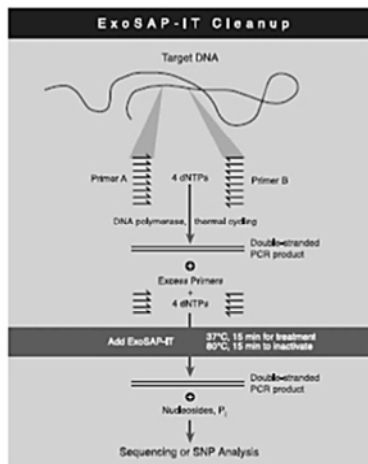 ExoSAP-IT Cleanup
Target DNA
Primer A
4 dNTPs
Primer B
DNA polymerase, thermal cycling
Double-stranded
PCR product
+
Excess Primers
+
4 dNTPs
Add ExoSAP-IT
37°C, 15 min for treatment
80°C, 15 min to inactivate
Double-stranded
PCR product
+
Nucleosides, Pi
Sequencing or SNP Analysis